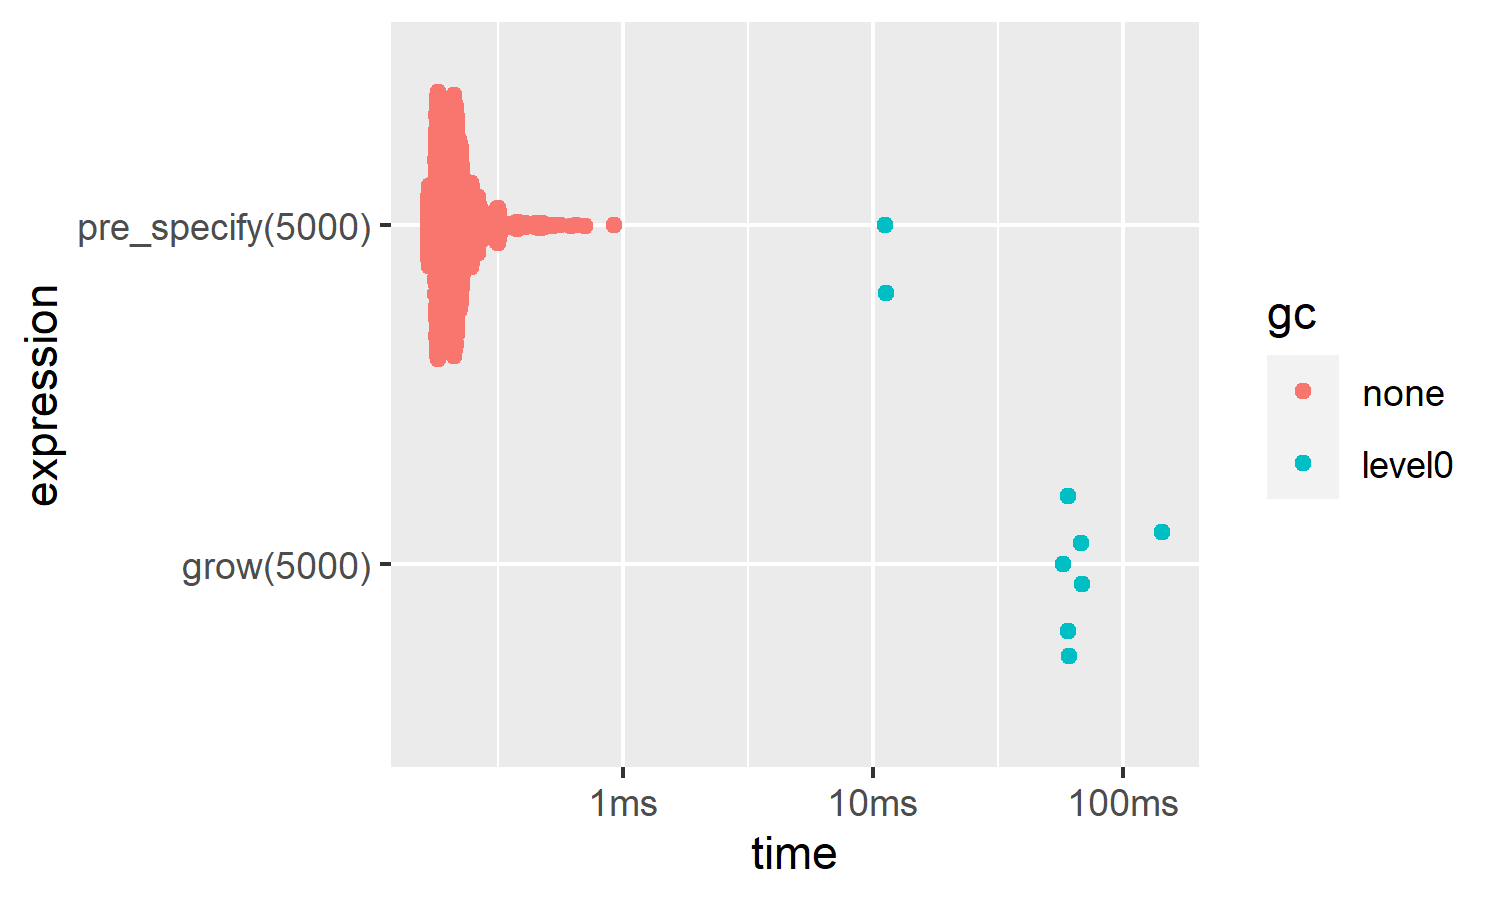 expression
pre_specify(5000)
grow(5000)
1ms
10ms
100ms
time
gc
none
level0